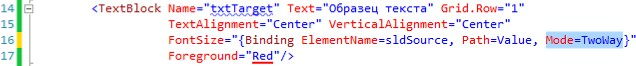 14 <TextBlock Name="txtTarget" Text="Образец текста" Grid.Row="1"
15 TextAlignment="Center" VerticalAlignment="Center"
16 FontSize="{Binding ElementName=sldSource, Path=Value, Mode=TwoWay}"
17 Foreground="Red"/>